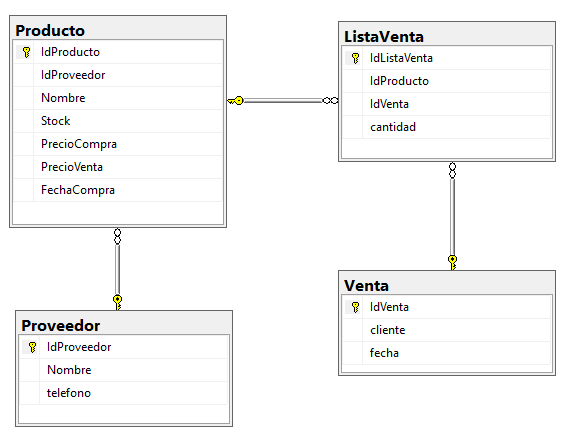 Producto
IdProducto
IdProveedor
Nombre
Stock
PrecioCompra
PrecioVenta
FechaCompra
ListaVenta
IdListaVenta
IdProducto
IdVenta
cantidad
Proveedor
IdProveedor
Nombre
telefono
Venta
IdVenta
cliente
fecha